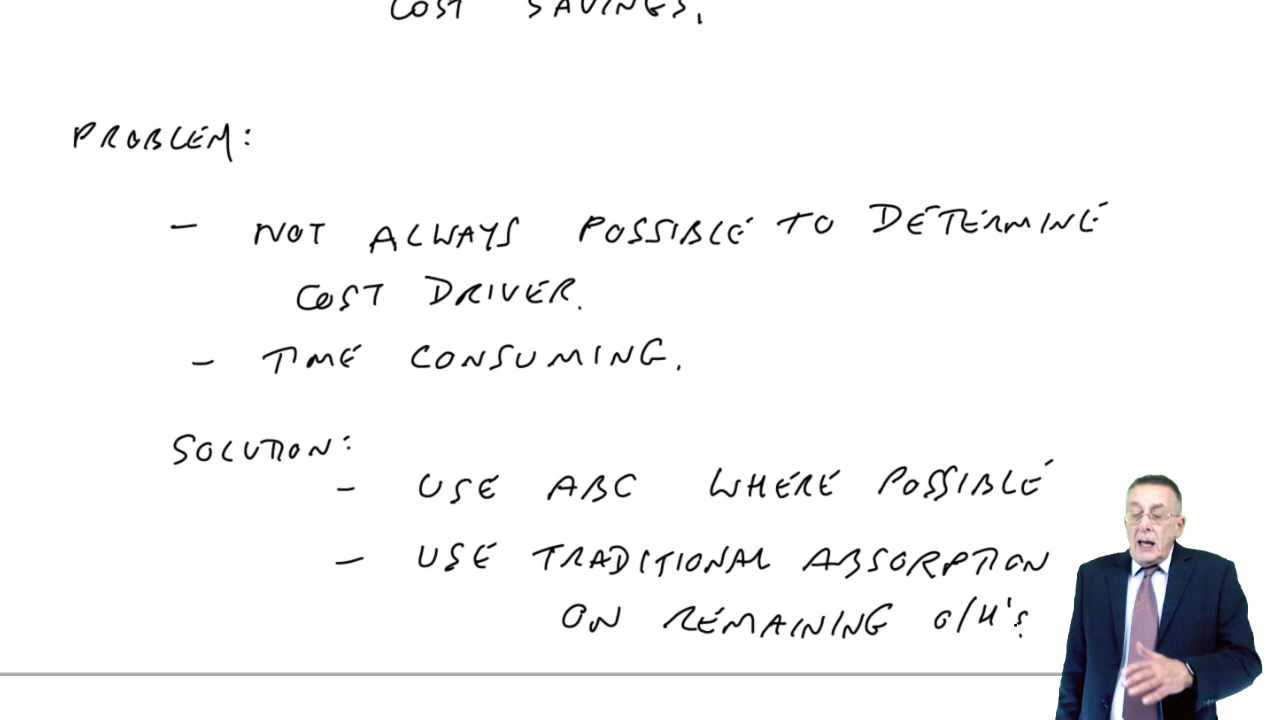 COST SAVINGS.
PROBLEM:
- NOT ALWAYS POSSIBLE TO DETERMINE
COST DRIVER.
- TIME CONSUMING.
SOLUTION:
- USE ABC WHERE POSSIBLE
- USE TRADITIONAL ABSORPTION
ON REMAINING O/H's